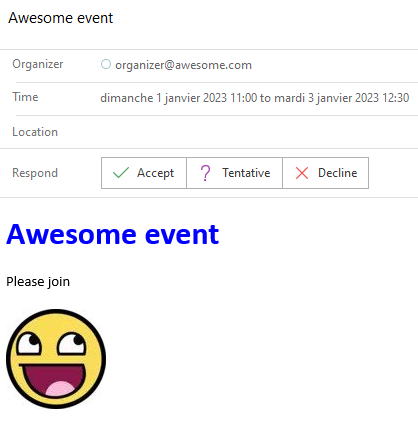 Awesome event
Organizer organizer@awesome.com
Time dimanche 1 janvier 2023 11:00 to mardi 3 janvier 2023 12:30
Location
Respond Accept ? Tentative Decline
Awesome event
Please join